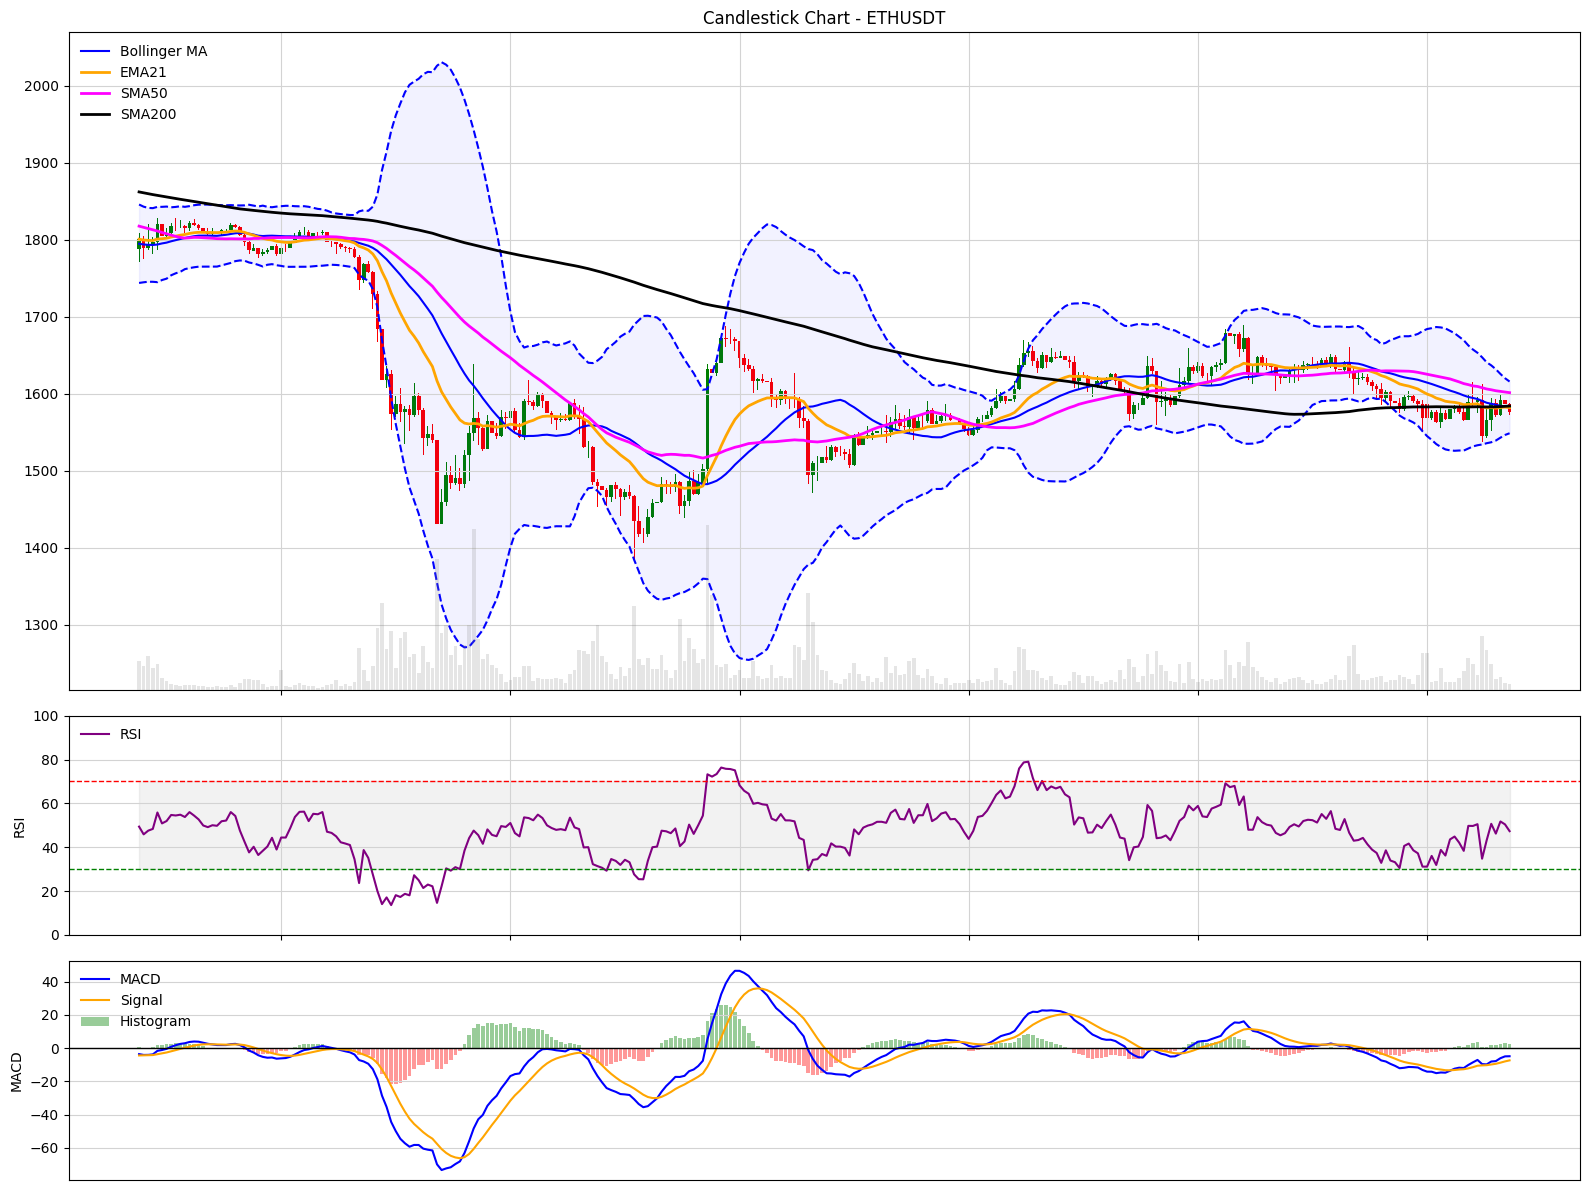 Candlestick Chart - ETHUSDT
Bollinger MA
EMA21
SMA50
SMA200
2000
1900
1800
1700
1600
1500
1400
1300
100
80
60
40
20
0
RSI
RSI
40
20
0
−20
−40
−60
MACD
MACD
Signal
Histogram